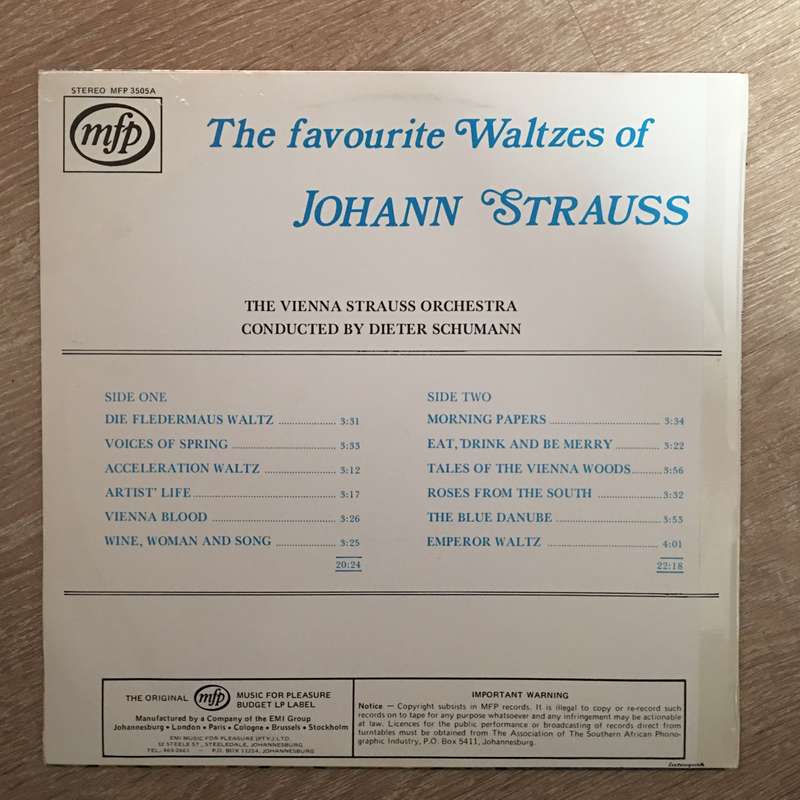 STEREO MFP 3505A
mfp
The favourite Waltzes of
JOHANN STRAUSS
THE VIENNA STRAUSS ORCHESTRA
CONDUCTED BY DIETER SCHUMANN
SIDE ONE
DIE FLEDERMAUS WALTZ ..................... 3:31
VOICES OF SPRING ..................... 3:33
ACCELERATION WALTZ ..................... 3:12
ARTIST' LIFE ..................... 3:17
VIENNA BLOOD ..................... 3:26
WINE, WOMAN AND SONG ..................... 3:25
20:24
SIDE TWO
MORNING PAPERS ..................... 3:34
EAT, DRINK AND BE MERRY ............. 3:22
TALES OF THE VIENNA WOODS .......... 3:56
ROSES FROM THE SOUTH ..................... 3:32
THE BLUE DANUBE ..................... 3:53
EMPEROR WALTZ ..................... 4:01
22:18
THE ORIGINAL mfp MUSIC FOR PLEASURE
BUDGET LP LABEL
Manufactured by a Company of the EMI Group
Johannesburg • London • Paris • Cologne • Brussels • Stockholm
EMI MUSIC FOR PLEASURE (PTY.) LTD.
52 STEELE ST., STEELEDALE, JOHANNESBURG
P.O. BOX 11254, JOHANNESBURG
IMPORTANT WARNING
Notice — Copyright subsists in MFP records. It is illegal to copy or re-record such
records on to tape for any purpose whatsoever and any infringement may be actionable
at law. Licences for the public performance or broadcasting of records direct from
turntables must be obtained from The Association of The Southern African Phono-
graphic Industry, P.O. Box 5411, Johannesburg.